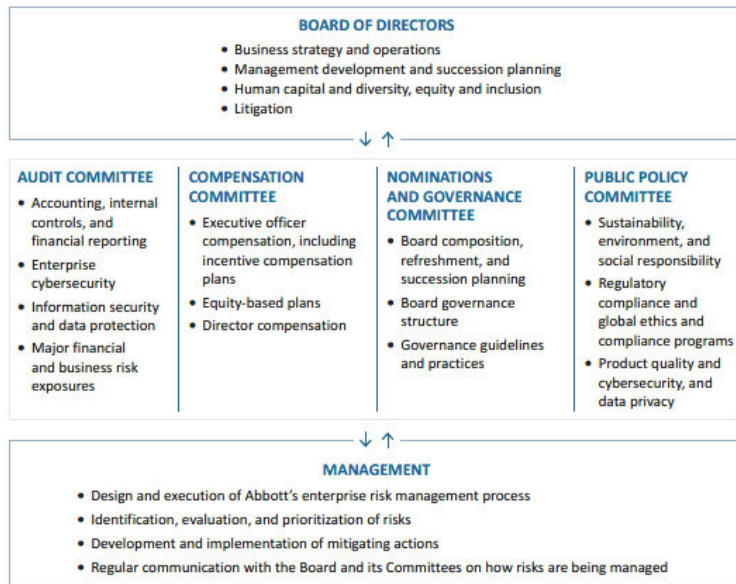 BOARD OF DIRECTORS
• Business strategy and operations
• Management development and succession planning
• Human capital and diversity, equity and inclusion
• Litigation
AUDIT COMMITTEE
• Accounting, internal
controls, and
financial reporting
• Enterprise
cybersecurity
• Information security
and data protection
• Major financial
and business risk
exposures
COMPENSATION
COMMITTEE
• Executive officer
compensation, including
incentive compensation
plans
• Equity-based plans
• Director compensation
NOMINATIONS
AND GOVERNANCE
COMMITTEE
• Board composition,
refreshment, and
succession planning
• Board governance
structure
• Governance guidelines
and practices
PUBLIC POLICY
COMMITTEE
• Sustainability,
environment, and
social responsibility
• Regulatory
compliance and
global ethics and
compliance programs
• Product quality and
cybersecurity, and
data privacy
MANAGEMENT
• Design and execution of Abbott's enterprise risk management process
• Identification, evaluation, and prioritization of risks
• Development and implementation of mitigating actions
• Regular communication with the Board and its Committees on how risks are being managed